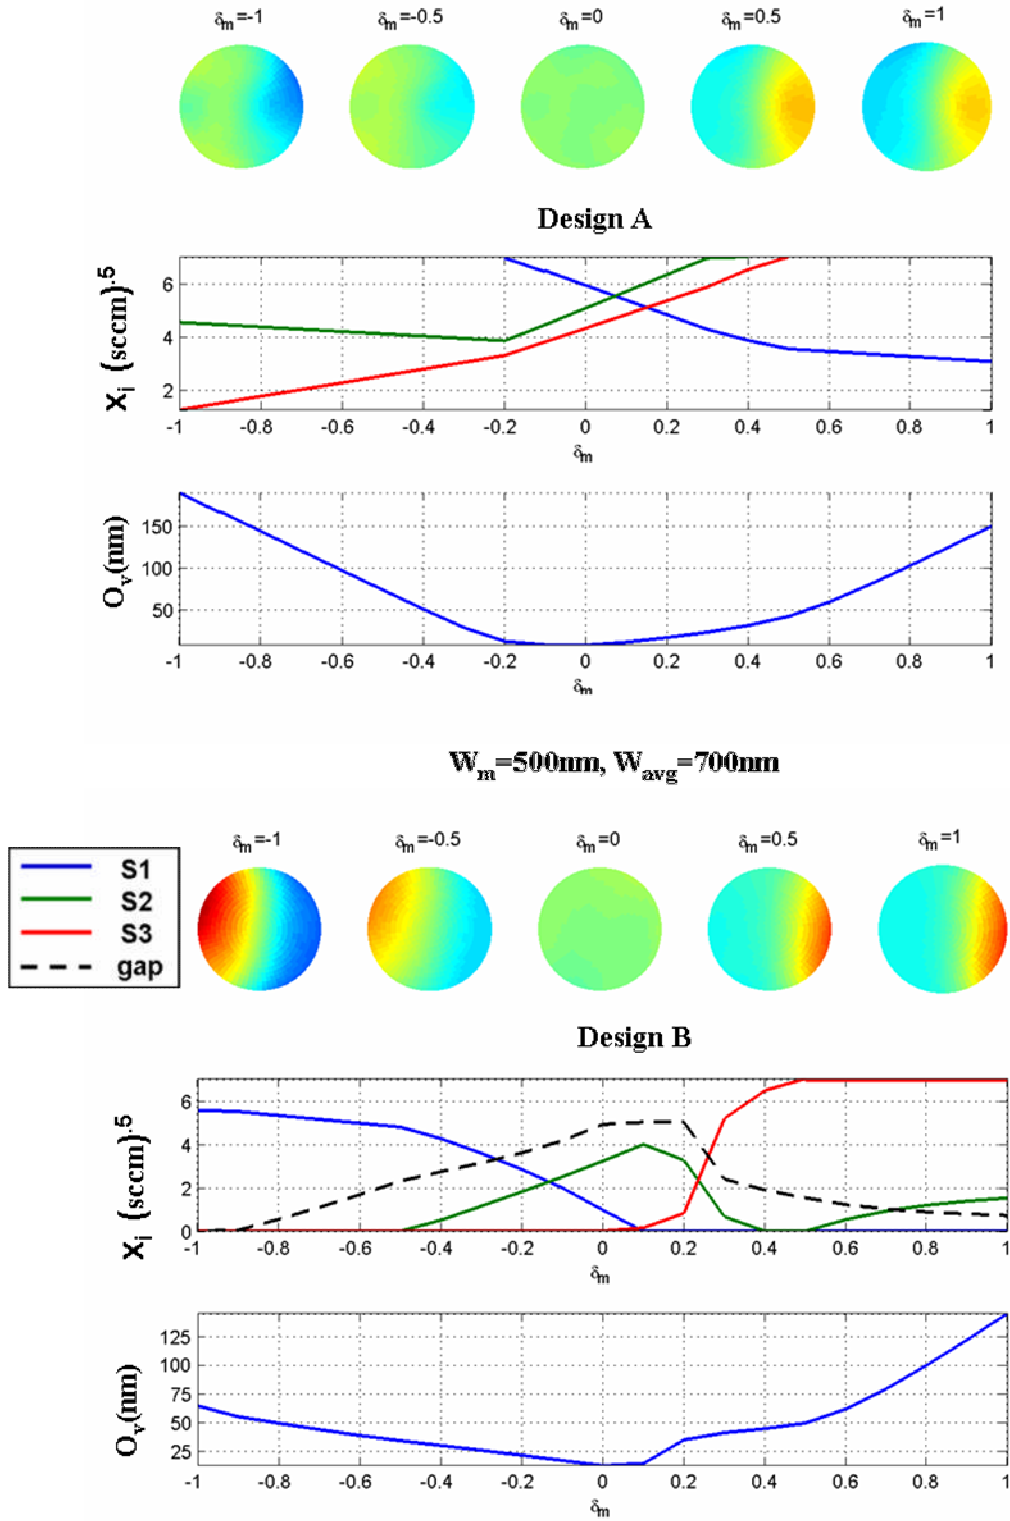 δm=-1 δm=-0.5 δm=0 δm=0.5 δm=1
Design A
Xi (sccm)^.5
6
4
2
-1 -0.8 -0.6 -0.4 -0.2 0 0.2 0.4 0.6 0.8 1
δm
Ov(nm)
150
100
50
-1 -0.8 -0.6 -0.4 -0.2 0 0.2 0.4 0.6 0.8 1
δm
Wm=500nm, Wavg=700nm
δm=-1 δm=-0.5 δm=0 δm=0.5 δm=1
S1
S2
S3
gap
Design B
Xi (sccm)^.5
6
4
2
0
-1 -0.8 -0.6 -0.4 -0.2 0 0.2 0.4 0.6 0.8 1
δm
Ov(nm)
125
100
75
50
25
-1 -0.8 -0.6 -0.4 -0.2 0 0.2 0.4 0.6 0.8 1
δm